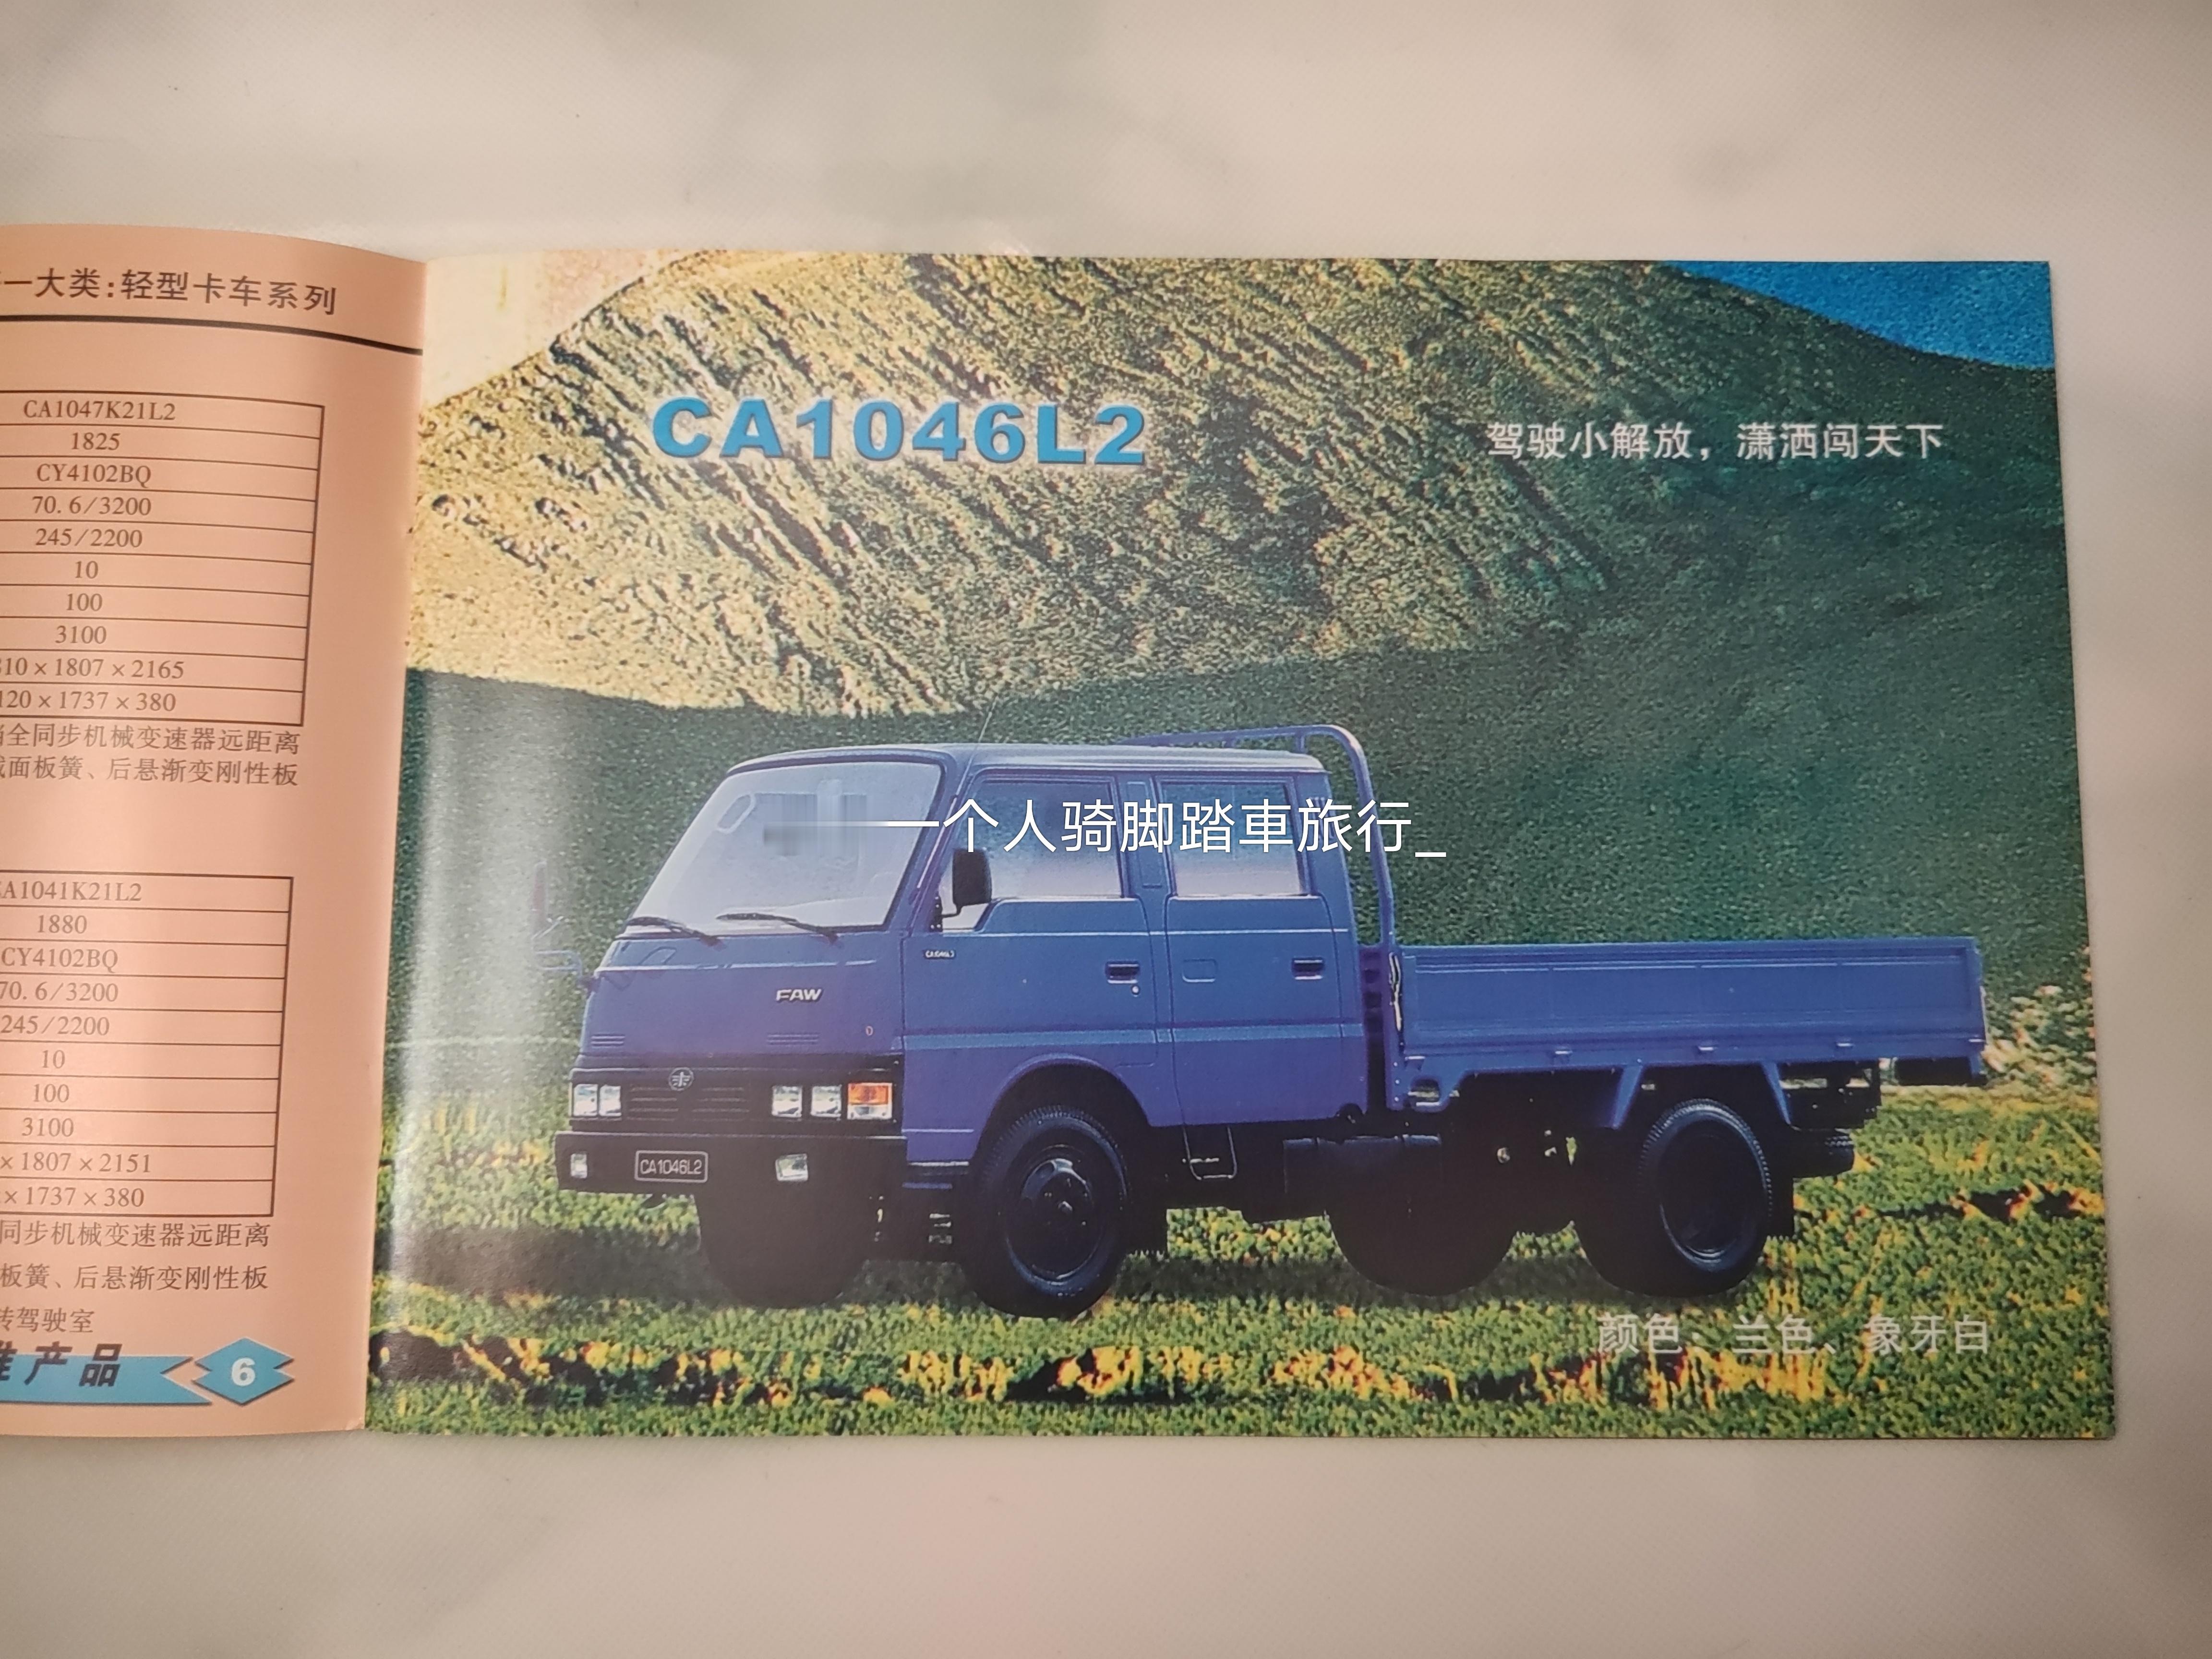 一大类:轻型卡车系列
CA1047K21L2
1825
CY4102BQ
70.6/3200
245/2200
10
100
3100
10×1807×2165
120×1737×380
全同步机械变速器远距离
面板簧、后悬渐变刚性板
A1041K21L2
1880
CY4102BQ
70.6/3200
245/2200
10
100
3100
×1807×2151
×1737×380
同步机械变速器远距离
板簧、后悬渐变刚性板
转驾驶室
产品
6
CA1046L2
驾驶小解放，潇洒闯天下
一个人骑脚踏車旅行_
FAW
CA1046L2
颜色：兰色、象牙白